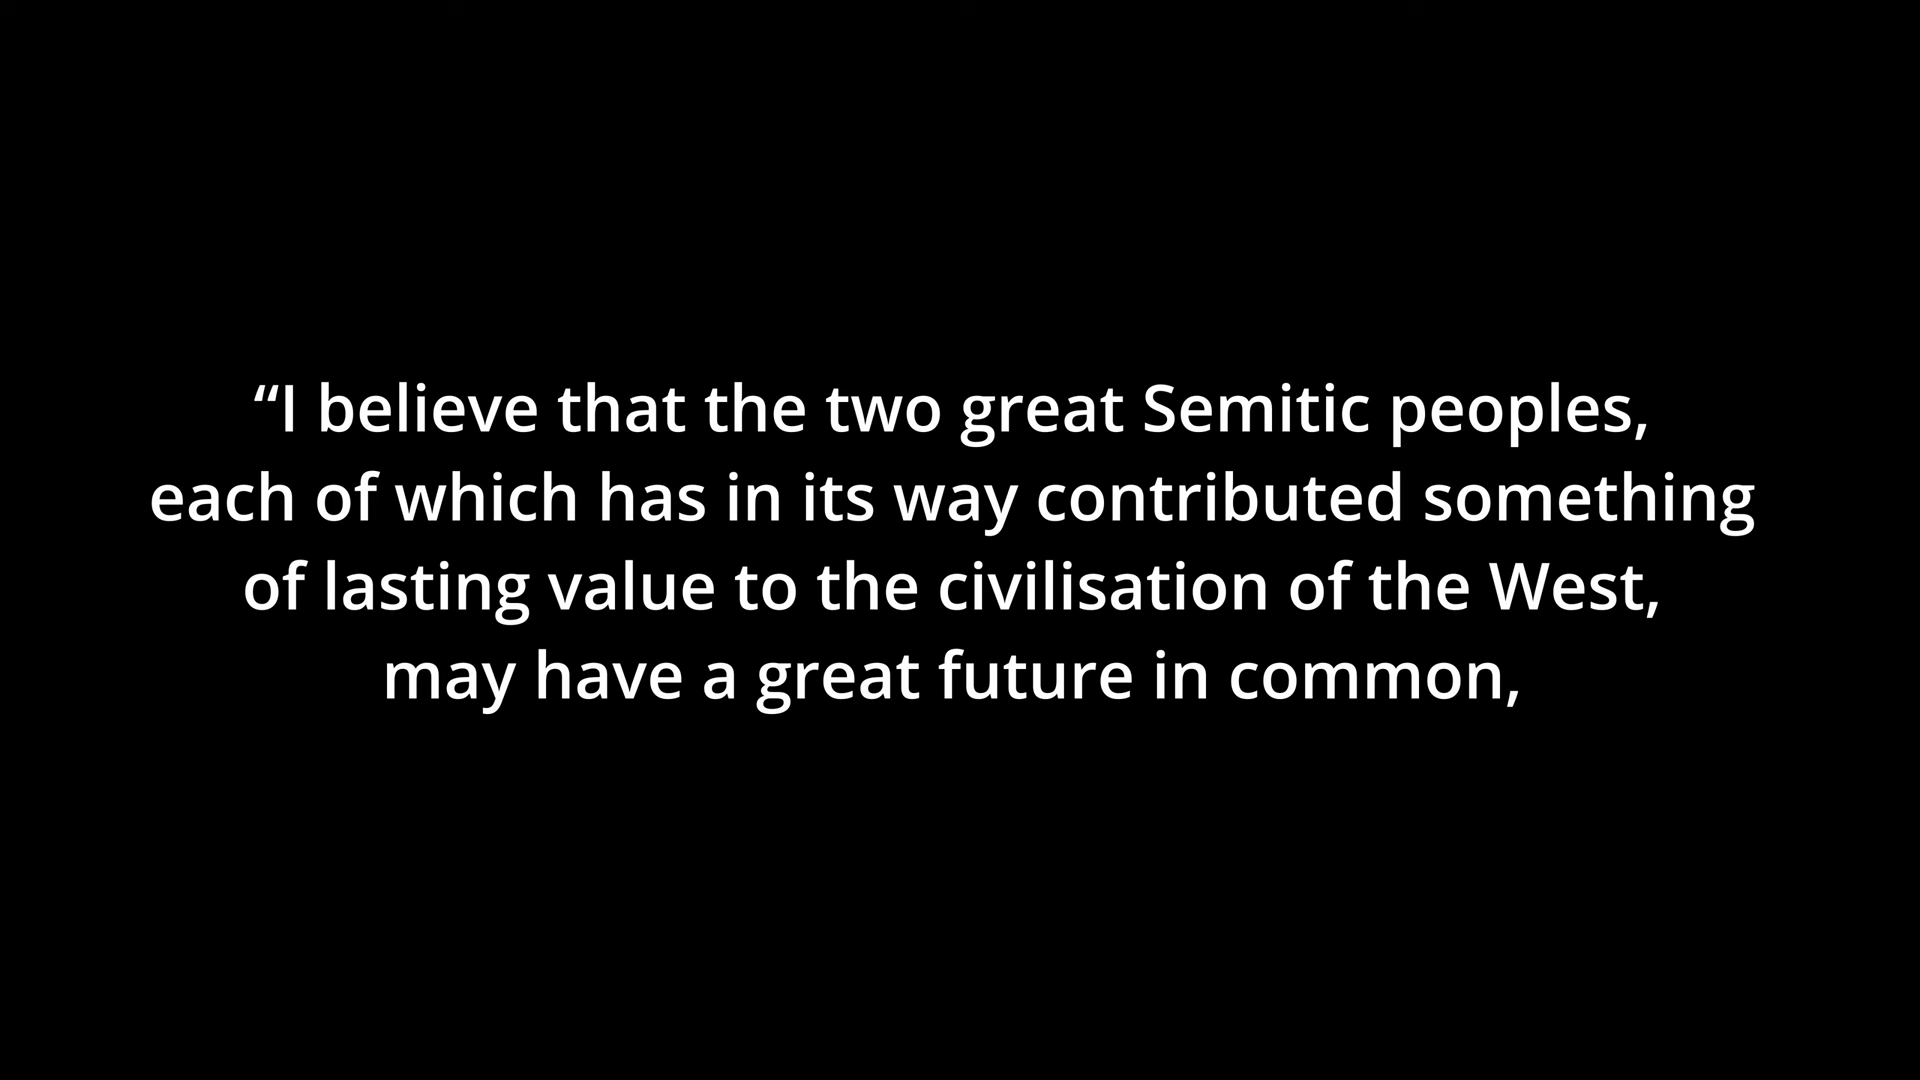 “I believe that the two great Semitic peoples,
each of which has in its way contributed something
of lasting value to the civilisation of the West,
may have a great future in common,